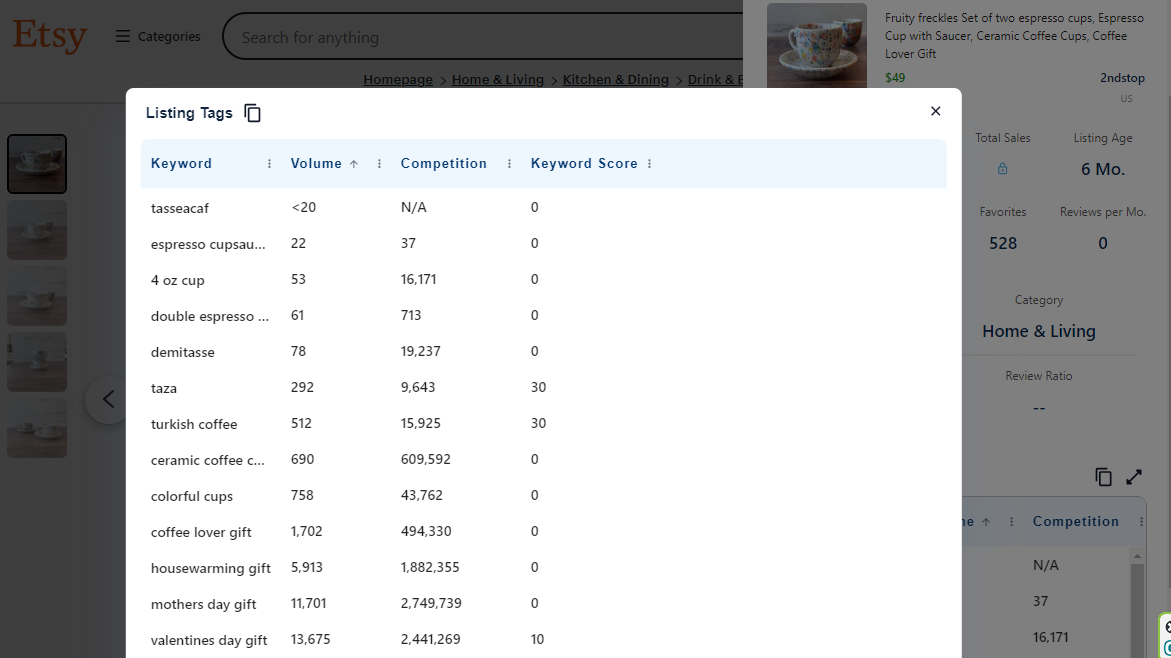 Etsy
Categories
Search for anything
Homepage > Home & Living > Kitchen & Dining > Drink &
Fruity freckles Set of two espresso cups, Espresso
Cup with Saucer, Ceramic Coffee Cups, Coffee
Lover Gift
$49 2ndstop
US
Listing Tags
Keyword Volume Competition Keyword Score
tasseacaf <20 N/A 0
espresso cupsau... 22 37 0
4 oz cup 53 16,171 0
double espresso ... 61 713 0
demitasse 78 19,237 0
taza 292 9,643 30
turkish coffee 512 15,925 30
ceramic coffee c... 690 609,592 0
colorful cups 758 43,762 0
coffee lover gift 1,702 494,330 0
housewarming gift 5,913 1,882,355 0
mothers day gift 11,701 2,749,739 0
valentines day gift 13,675 2,441,269 10
Total Sales Listing Age
6 Mo.
Favorites Reviews per Mo.
528 0
Category
Home & Living
Review Ratio
--
Competition
N/A
37
16,171